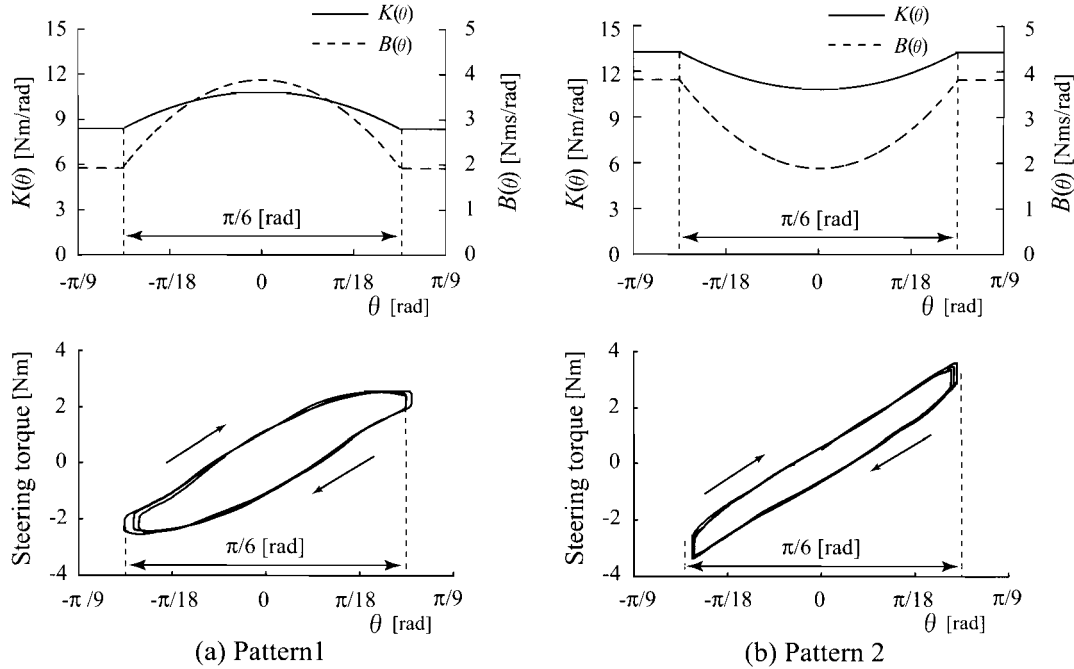 K(θ)
B(θ)
15
12
9
6
3
0
K(θ) [Nm/rad]
5
4
3
2
1
0
B(θ) [Nms/rad]
π/6 [rad]
-π/9
-π/18
0
π/18
π/9
θ [rad]
K(θ)
B(θ)
15
12
9
6
3
0
K(θ) [Nm/rad]
5
4
3
2
1
0
B(θ) [Nms/rad]
π/6 [rad]
-π/9
-π/18
0
π/18
π/9
θ [rad]
Steering torque [Nm]
4
2
0
-2
-4
π/6 [rad]
-π/9
-π/18
0
π/18
π/9
θ [rad]
(a) Pattern1
Steering torque [Nm]
4
2
0
-2
-4
π/6 [rad]
-π/9
-π/18
0
π/18
π/9
θ [rad]
(b) Pattern 2